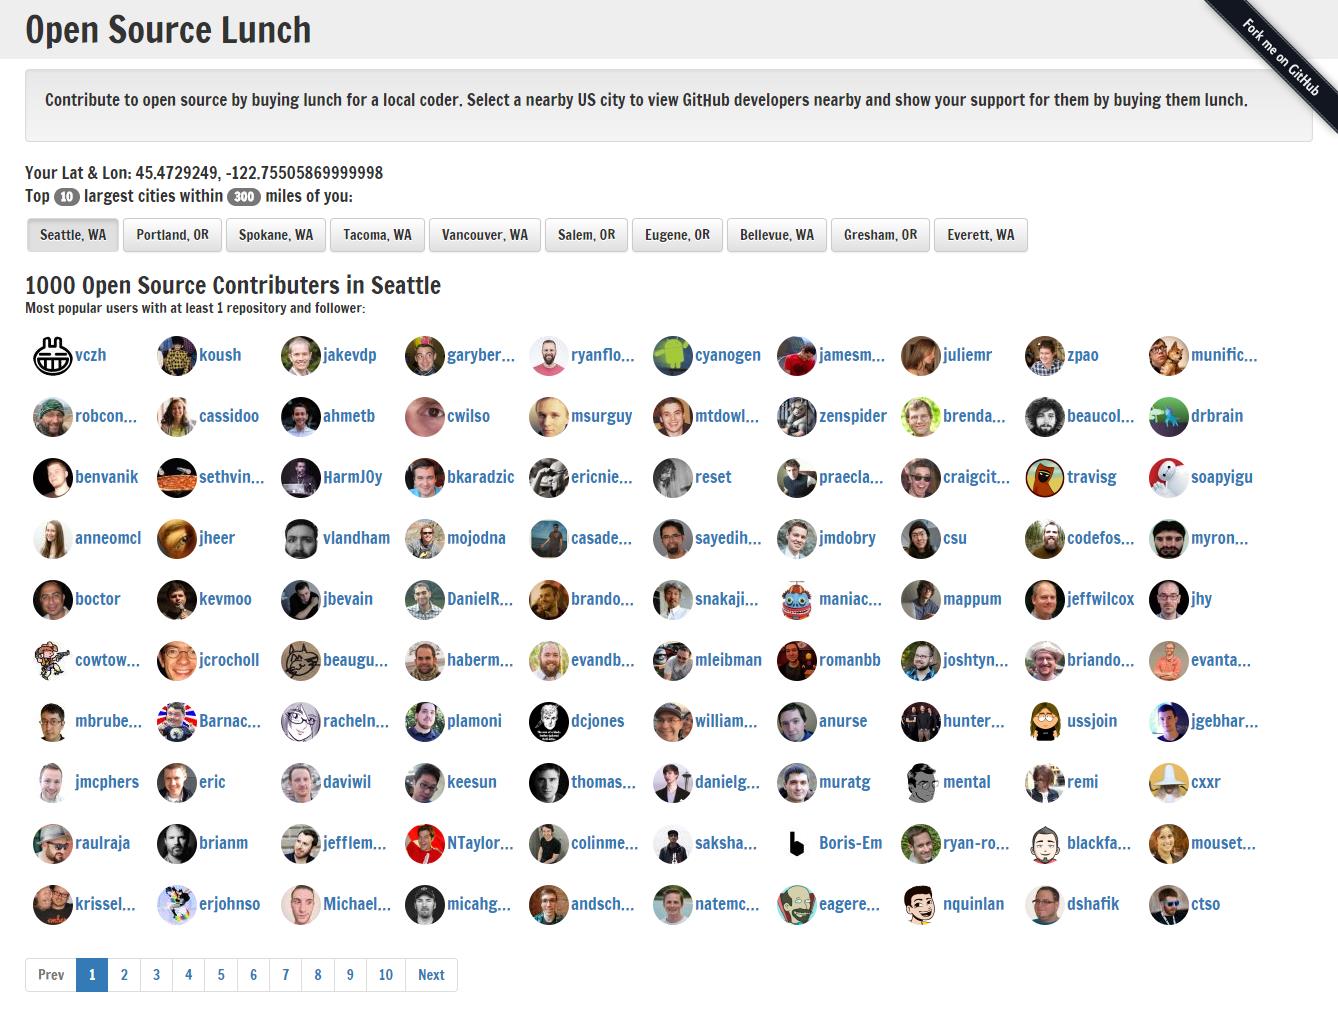 Open Source Lunch
Fork me on GitHub
Contribute to open source by buying lunch for a local coder. Select a nearby US city to view GitHub developers nearby and show your support for them by buying them lunch.
Your Lat & Lon: 45.4729249, -122.75505869999998
Top 10 largest cities within 300 miles of you:
Seattle, WA Portland, OR Spokane, WA Tacoma, WA Vancouver, WA Salem, OR Eugene, OR Bellevue, WA Gresham, OR Everett, WA
1000 Open Source Contributers in Seattle
Most popular users with at least 1 repository and follower:
vczh koush jakevdp garyber... ryanflo... cyanogen jamesm... juliemr zpao munific...
robcon... cassidoo ahmetb cwilso msurguy mtdowl... zenspider brenda... beaucol... drbrain
benvanik sethvin... HarmJ0y bkaradzic ericnie... reset praecla... craigcit... travisg soapyigu
anneomcl jheer vlandham mojodna casade... sayedih... jmdobry csu codefos... myron...
boctor kevmoo jbevain DanielR... brando... snakaji... maniac... mappum jeffwilcox jhy
cowtow... jcrocholl beaugu... haberm... evandb... mleibman romanbb joshtyn... briando... evanta...
mbrube... Barnac... racheln... plamoni dcjones william... anurse hunter... ussjoin jgebhar...
jmcphers eric daviwil keesun thomas... danielg... muratg mental remi cxxr
raulraja brianm jefflem... NTaylor... colinme... saksha... Boris-Em ryan-ro... blackfa... mouset...
krissel... erjohnso Michael... micahg... andsch... natemc... eagere... nquinlan dshafik ctso
Prev 1 2 3 4 5 6 7 8 9 10 Next